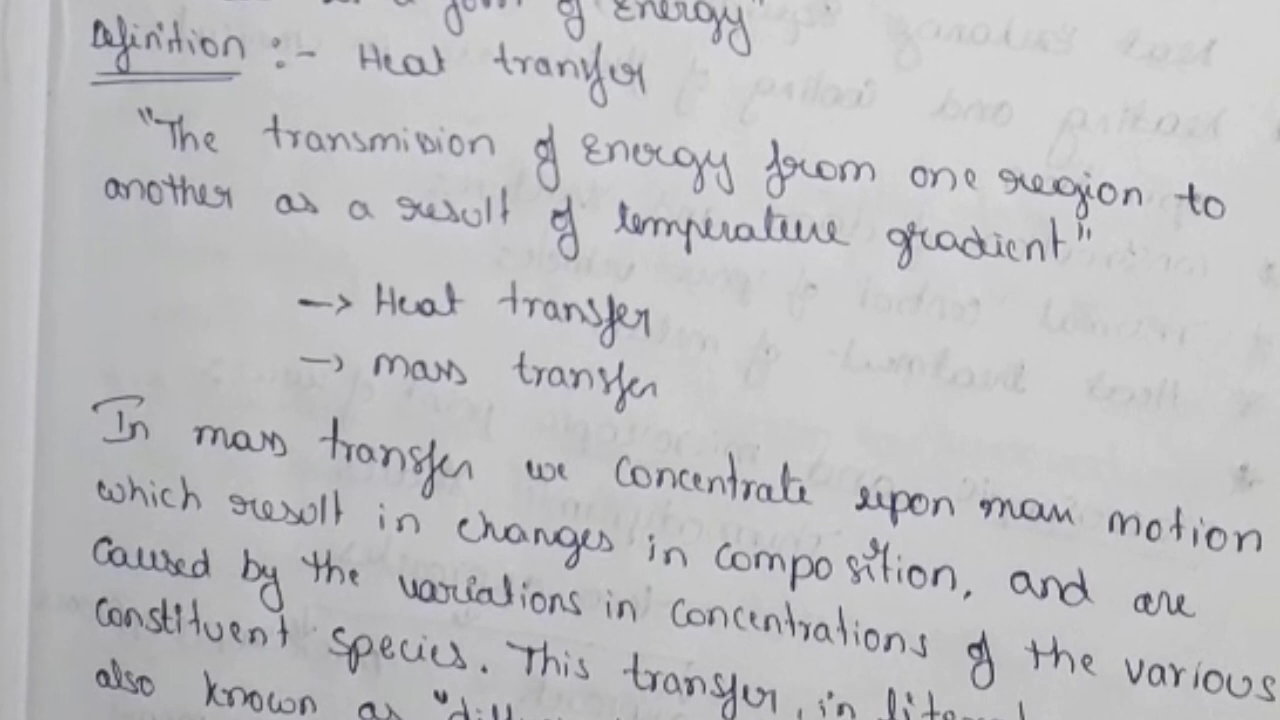 of Energy"
Definition :- Heat transfer
"The transmission of Energy from one region to
another as a result of temperature gradient"
→ Heat transfer
→ mass transfer
In mass transfer we concentrate upon mass motion
which result in changes in composition, and are
caused by the variations in concentrations of the various
constituent species. This transfer, in
also known as